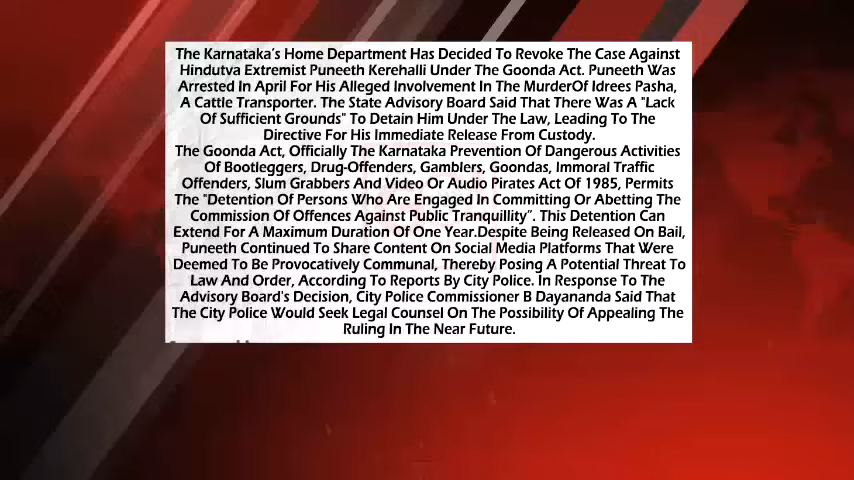 The Karnataka's Home Department Has Decided To Revoke The Case Against
Hindutva Extremist Puneeth Kerehalli Under The Goonda Act. Puneeth Was
Arrested In April For His Alleged Involvement In The MurderOf Idrees Pasha,
A Cattle Transporter. The State Advisory Board Said That There Was A "Lack
Of Sufficient Grounds" To Detain Him Under The Law, Leading To The
Directive For His Immediate Release From Custody.
The Goonda Act, Officially The Karnataka Prevention Of Dangerous Activities
Of Bootleggers, Drug-Offenders, Gamblers, Goondas, Immoral Traffic
Offenders, Slum Grabbers And Video Or Audio Pirates Act Of 1985, Permits
The "Detention Of Persons Who Are Engaged In Committing Or Abetting The
Commission Of Offences Against Public Tranquillity". This Detention Can
Extend For A Maximum Duration Of One Year.Despite Being Released On Bail,
Puneeth Continued To Share Content On Social Media Platforms That Were
Deemed To Be Provocatively Communal, Thereby Posing A Potential Threat To
Law And Order, According To Reports By City Police. In Response To The
Advisory Board's Decision, City Police Commissioner B Dayananda Said That
The City Police Would Seek Legal Counsel On The Possibility Of Appealing The
Ruling In The Near Future.